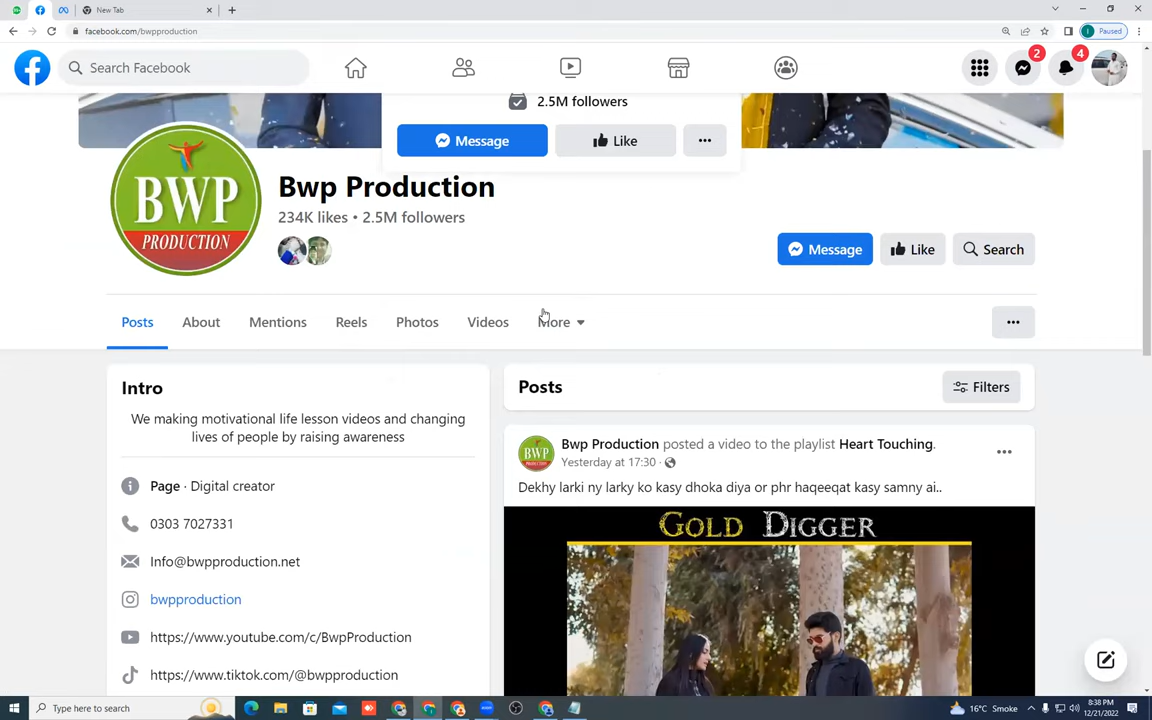 New Tab
facebook.com/bwpproduction
Paused
Search Facebook
2
4
2.5M followers
Message
Like
BWP
PRODUCTION
Bwp Production
234K likes • 2.5M followers
Message
Like
Search
Posts
About
Mentions
Reels
Photos
Videos
More
Intro
We making motivational life lesson videos and changing
lives of people by raising awareness
Page · Digital creator
0303 7027331
Info@bwpproduction.net
bwpproduction
https://www.youtube.com/c/BwpProduction
https://www.tiktok.com/@bwpproduction
Posts
Filters
BWP
Bwp Production posted a video to the playlist Heart Touching.
Yesterday at 17:30 ·
Dekhy larki ny larky ko kasy dhoka diya or phr haqeeqat kasy samny ai..
GOLD DIGGER
Type here to search
16°C Smoke
8:38 PM
12/21/2022